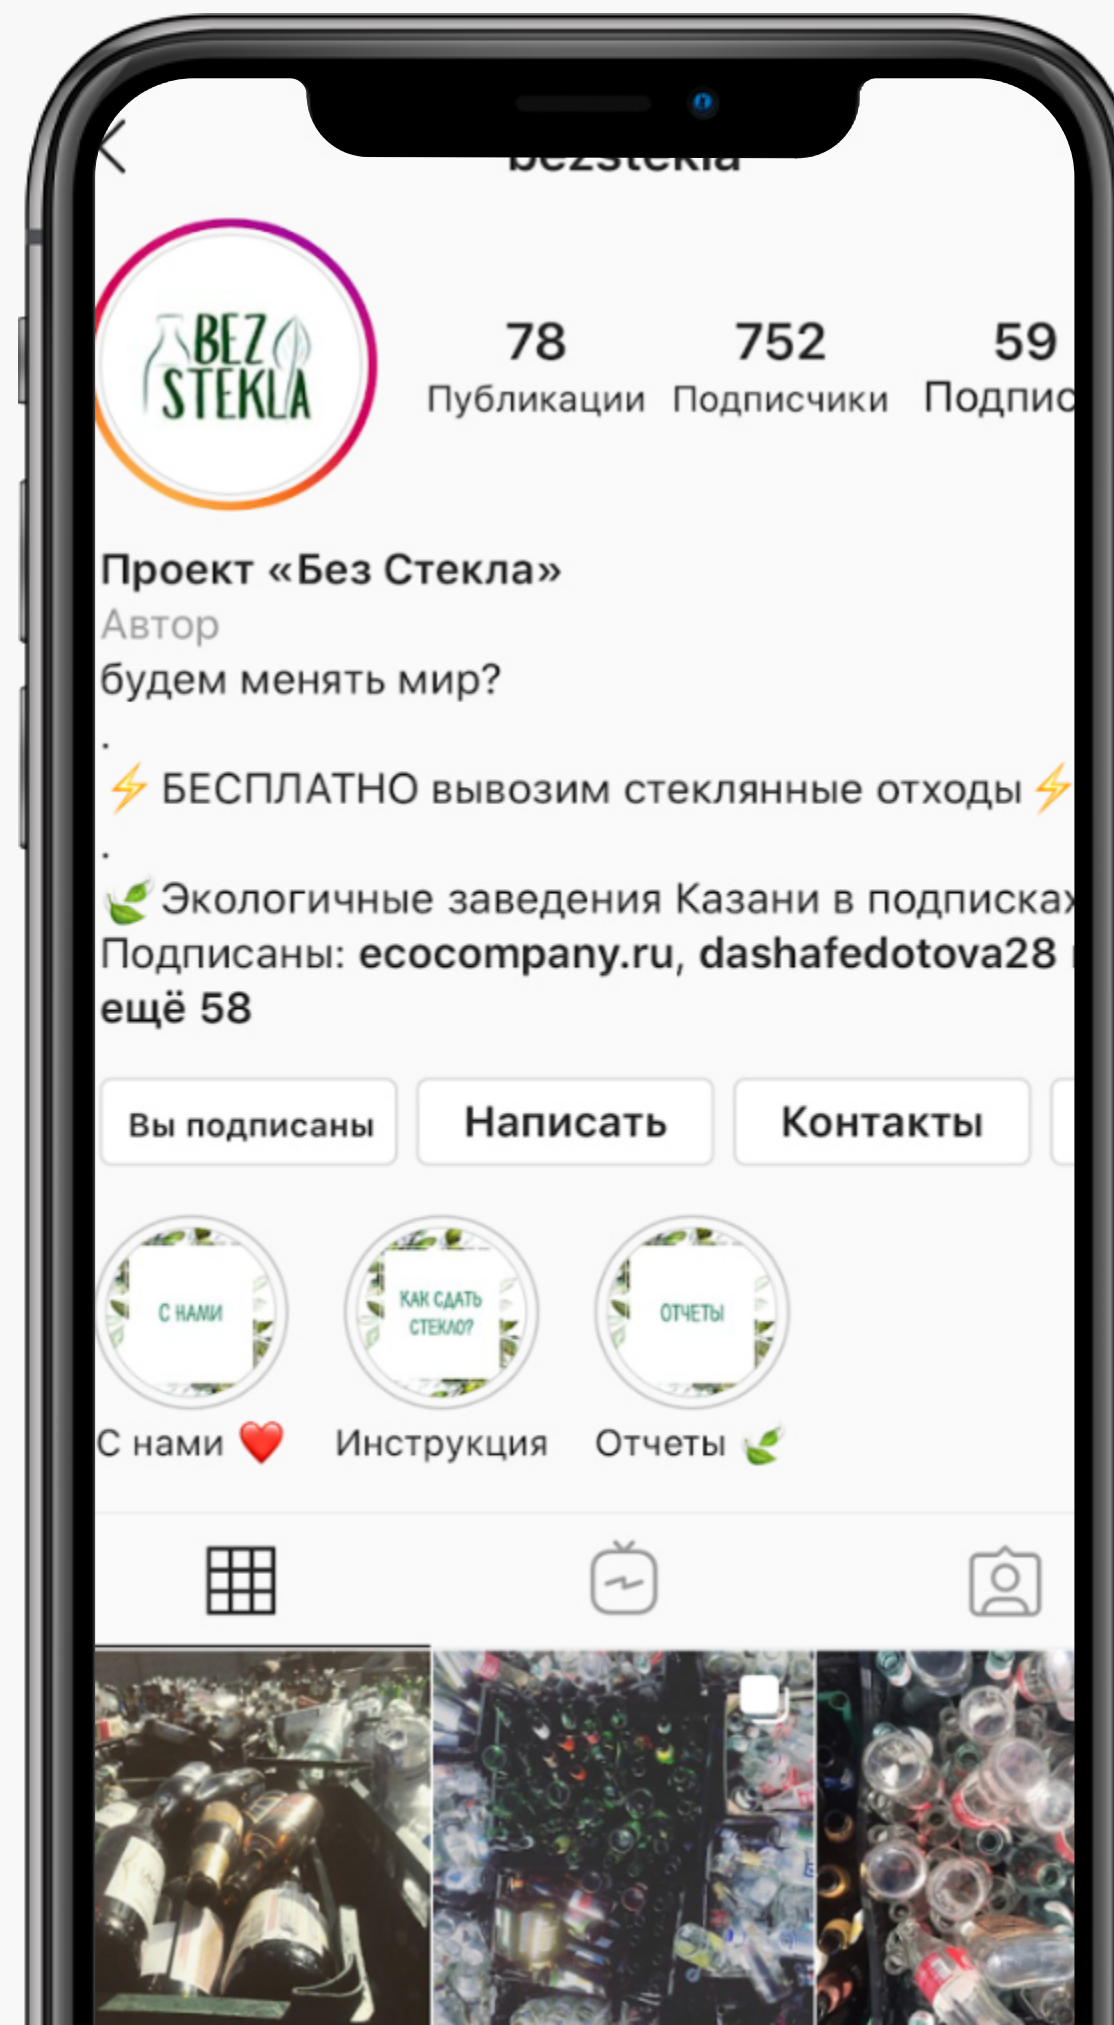 bezstekla
BEZ
STEKLA
78 752 59
Публикации Подписчики Подпис
Проект «Без Стекла»
Автор
будем менять мир?
.
⚡ БЕСПЛАТНО вывозим стеклянные отходы ⚡
.
🌿 Экологичные заведения Казани в подписках
Подписаны: ecocompany.ru, dashafedotova28
ещё 58
Вы подписаны Написать Контакты
С НАМИ
КАК СДАТЬ
СТЕКЛО?
ОТЧЕТЫ
С нами ❤️ Инструкция Отчеты 🌿